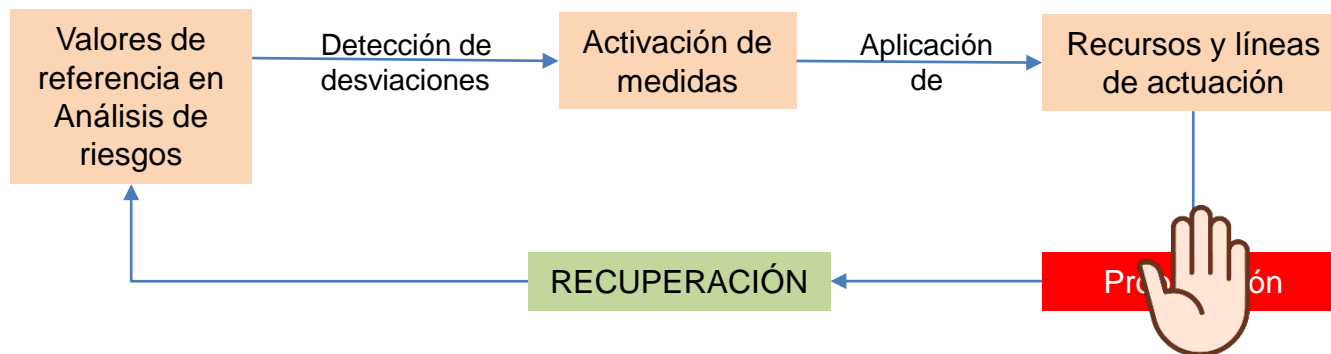 Valores de
referencia en
Análisis de
riesgos
Detección de
desviaciones
Activación de
medidas
Aplicación
de
Recursos y líneas
de actuación
RECUPERACIÓN